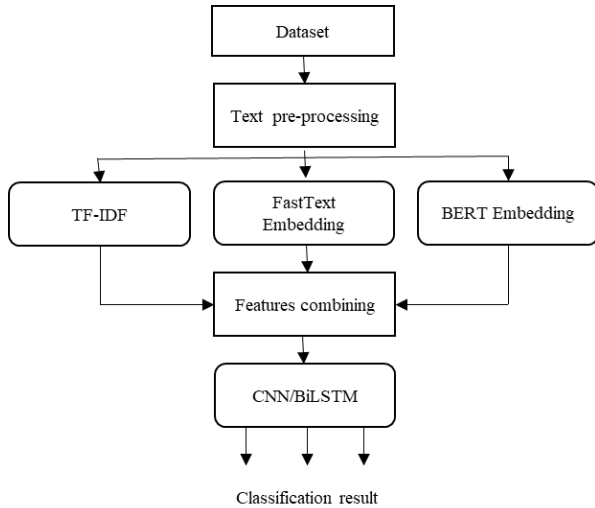 Dataset
Text pre-processing
TF-IDF
FastText
Embedding
BERT Embedding
Features combining
CNN/BiLSTM
Classification result